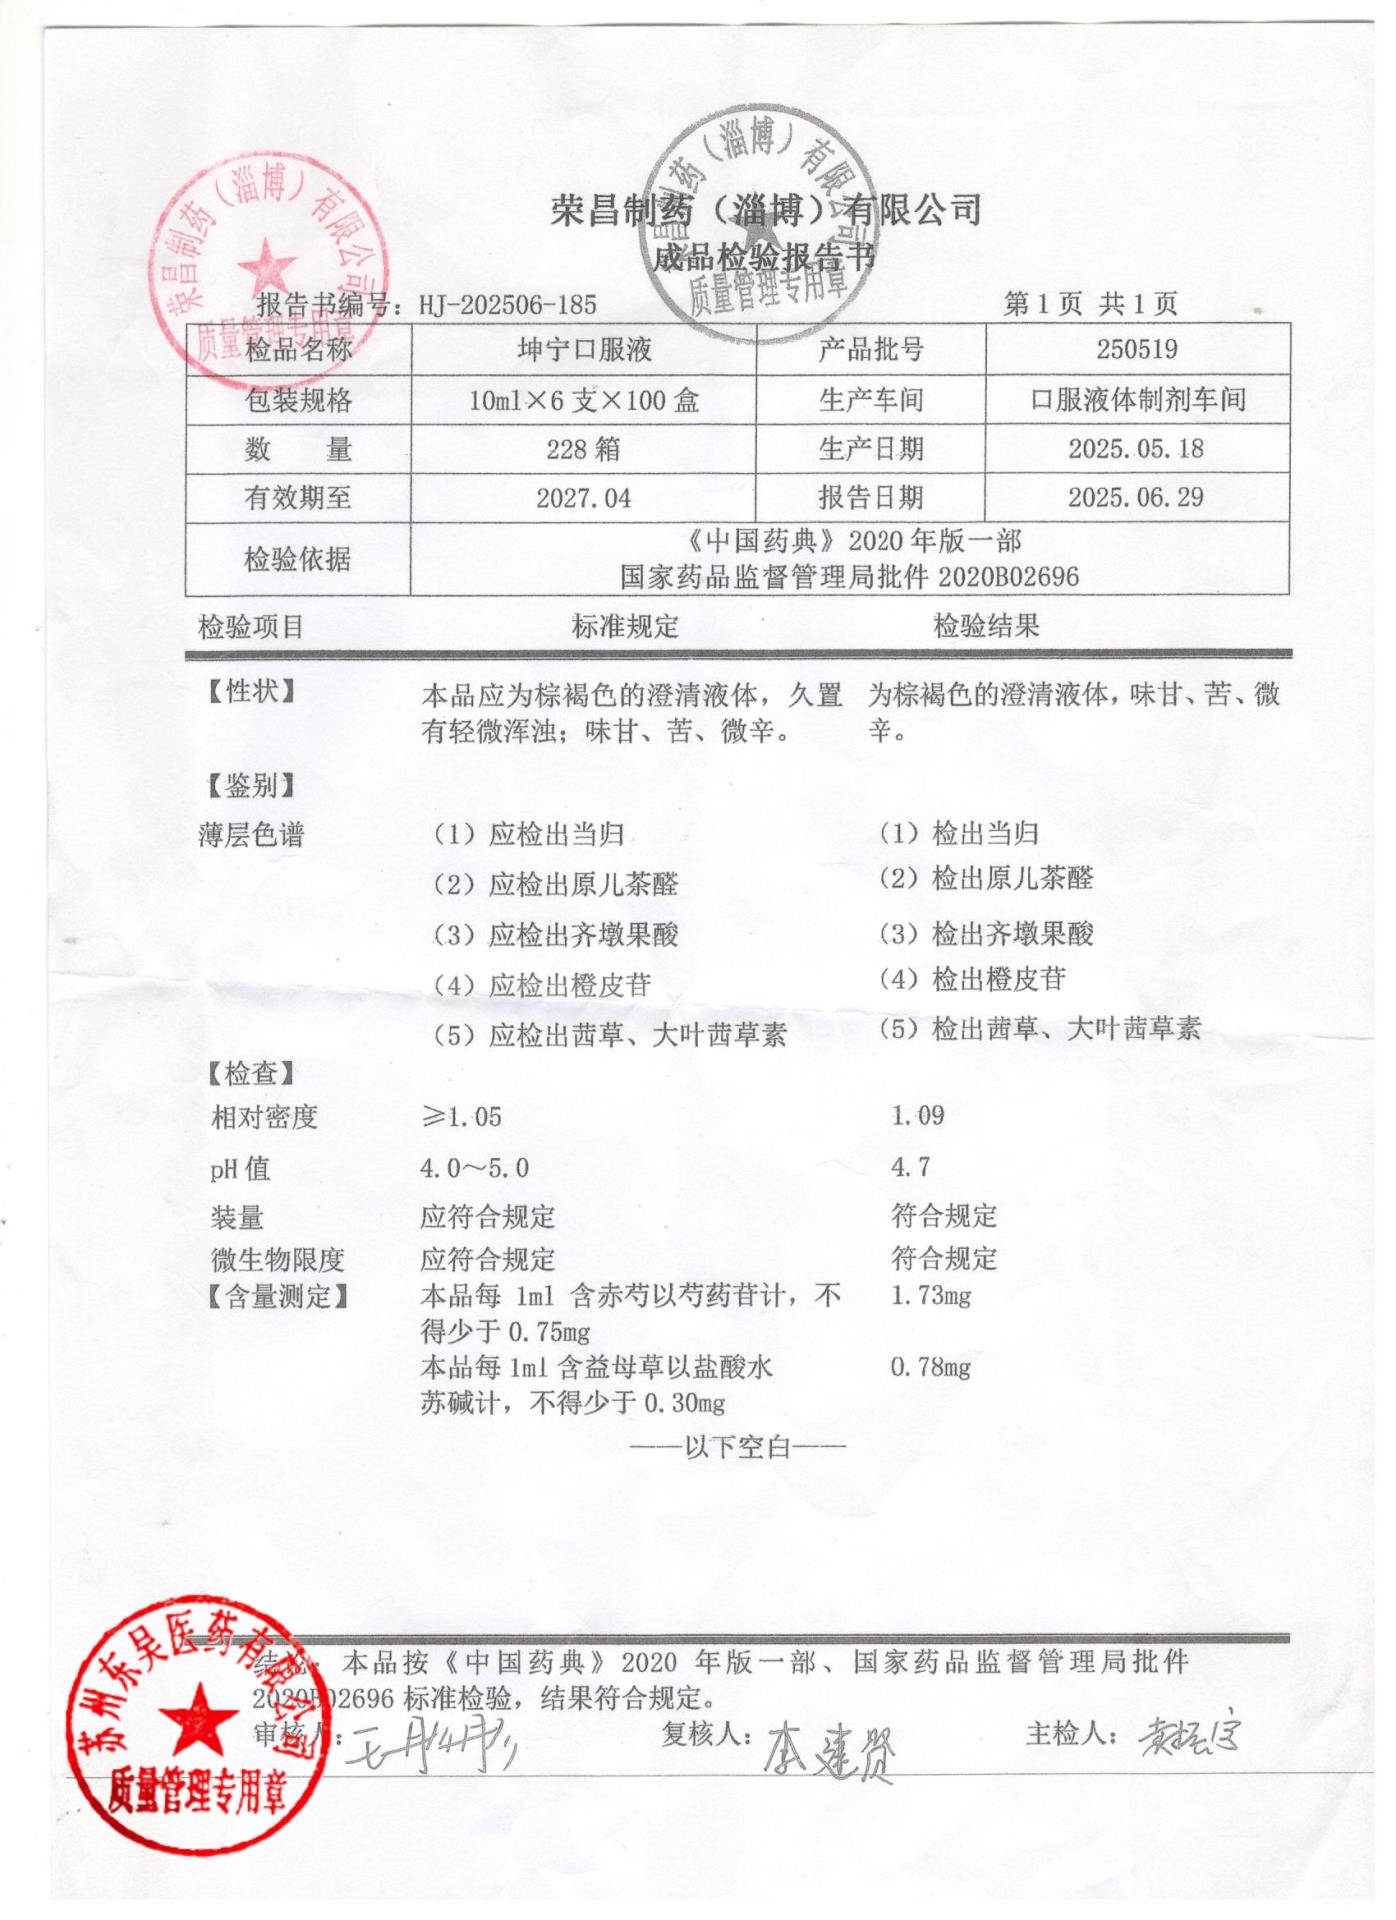 荣昌制药（淄博）有限公司
成品检验报告书
荣昌制药（淄博）有限公司
质量管理专用章
荣昌制药（淄博）有限公司
质量管理专用章
报告书编号：HJ-202506-185 第1页 共1页
检品名称 坤宁口服液 产品批号 250519
包装规格 10ml×6支×100盒 生产车间 口服液体制剂车间
数 量 228箱 生产日期 2025.05.18
有效期至 2027.04 报告日期 2025.06.29
检验依据 《中国药典》2020年版一部
国家药品监督管理局批件2020B02696
检验项目 标准规定 检验结果
【性状】 本品应为棕褐色的澄清液体，久置 为棕褐色的澄清液体，味甘、苦、微
有轻微浑浊；味甘、苦、微辛。 辛。
【鉴别】
薄层色谱 （1）应检出当归 （1）检出当归
（2）应检出原儿茶醛 （2）检出原儿茶醛
（3）应检出齐墩果酸 （3）检出齐墩果酸
（4）应检出橙皮苷 （4）检出橙皮苷
（5）应检出茜草、大叶茜草素 （5）检出茜草、大叶茜草素
【检查】
相对密度 ≥1.05 1.09
pH值 4.0～5.0 4.7
装量 应符合规定 符合规定
微生物限度 应符合规定 符合规定
【含量测定】 本品每 1ml 含赤芍以芍药苷计，不 1.73mg
得少于0.75mg
本品每1ml含益母草以盐酸水 0.78mg
苏碱计，不得少于0.30mg
——以下空白——
结论：本品按《中国药典》2020 年版一部、国家药品监督管理局批件
2020B02696标准检验，结果符合规定。
审核人： 复核人：李建贤 主检人：
苏州东吴医药有限公司
质量管理专用章